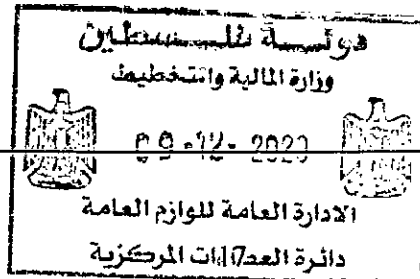 دولة فلسطين
وزارة المالية والتخطيط
09-12-2020
الادارة العامة للوازم العامة
دائرة العطاءات المركزية